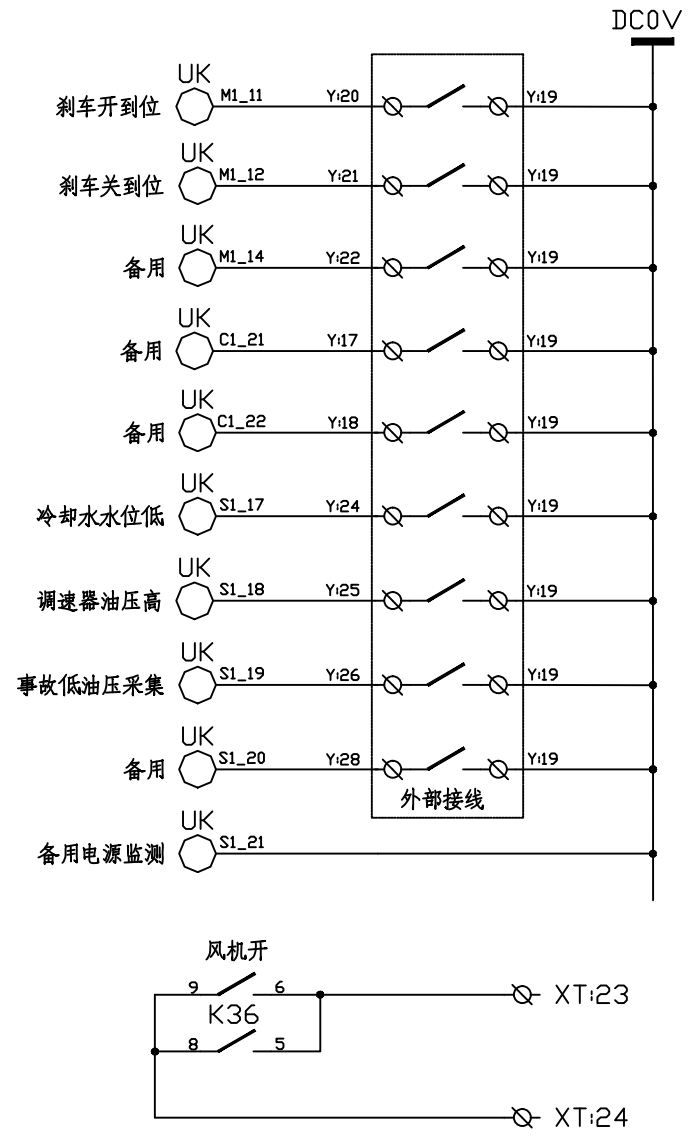 DC0V
UK
刹车开到位 M1_11 Y:20 Y:19
UK
刹车关到位 M1_12 Y:21 Y:19
UK
备用 M1_14 Y:22 Y:19
UK
备用 C1_21 Y:17 Y:19
UK
备用 C1_22 Y:18 Y:19
UK
冷却水水位低 S1_17 Y:24 Y:19
UK
调速器油压高 S1_18 Y:25 Y:19
UK
事故低油压采集 S1_19 Y:26 Y:19
UK
备用 S1_20 Y:28 Y:19
外部接线
UK
备用电源监测 S1_21
风机开
9 6 XT:23
K36
8 5
XT:24